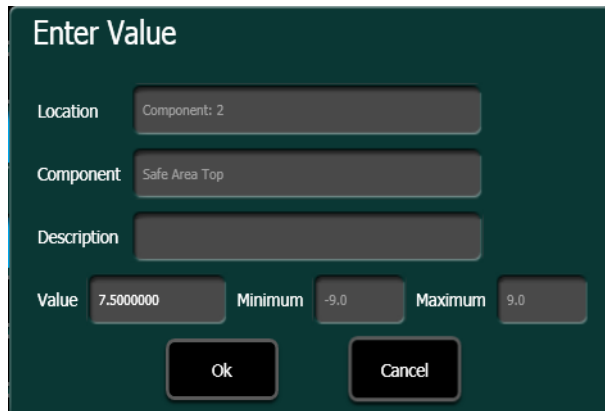 Enter Value
Location Component: 2
Component Safe Area Top
Description
Value 7.5000000 Minimum -9.0 Maximum 9.0
Ok Cancel